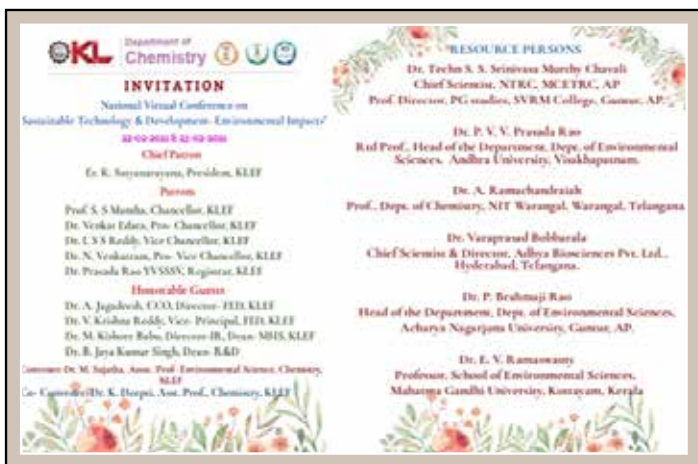 KL
Department of
Chemistry
INVITATION
National Virtual Conference on
Sustainable Technology & Development- Environmental Impacts"
Chief Patron
Er. K. Satyanarayana, President, KLEF
Patrons
Prof. S. S Mantha, Chancellor, KLEF
Dr. Venkat Edara, Pro- Chancellor, KLEF
Dr. L S S Reddy, Vice Chancellor, KLEF
Dr. N. Venkatram, Pro- Vice Chancellor, KLEF
Dr. Prasada Rao YVSSSV, Registrar, KLEF
Honorable Guests
Dr. A. Jagadeesh, CCO, Director- FED, KLEF
Dr. V. Krishna Reddy, Vice- Principal, FED, KLEF
Dr. M. Kishore Babu, Director-IR, Dean- MHS, KLEF
Dr. B. Jaya Kumar Singh, Dean- R&D
Convener: Dr. M. Sujatha, Assoc. Prof- Environmental Science, Chemistry,
KLEF
Co- Convener: Dr. K. Deepti, Asst. Prof., Chemistry, KLEF
RESOURCE PERSONS
Dr. Techn S. S. Srinivasa Murthy Chavali
Chief Scientist, NTRC, MCETRC, AP
Prof. Director, PG studies, SVRM College, Guntur, AP.
Dr. P. V. V. Prasada Rao
Rtd Prof., Head of the Department, Dept. of Environmental
Sciences, Andhra University, Visakhapatnam.
Dr. A. Ramachandraiah
Prof., Dept. of Chemistry, NIT Warangal, Warangal, Telangana
Dr. Varaprasad Bobbarala
Chief Scientist & Director, Adhya Biosciences Pvt. Ltd.,
Hyderabad, Telangana.
Dr. P. Brahmaji Rao
Head of the Department, Dept. of Environmental Sciences,
Acharya Nagarjuna University, Guntur, AP.
Dr. E. V. Ramaswamy
Professor, School of Environmental Sciences,
Mahatma Gandhi University, Kottayam, Kerala